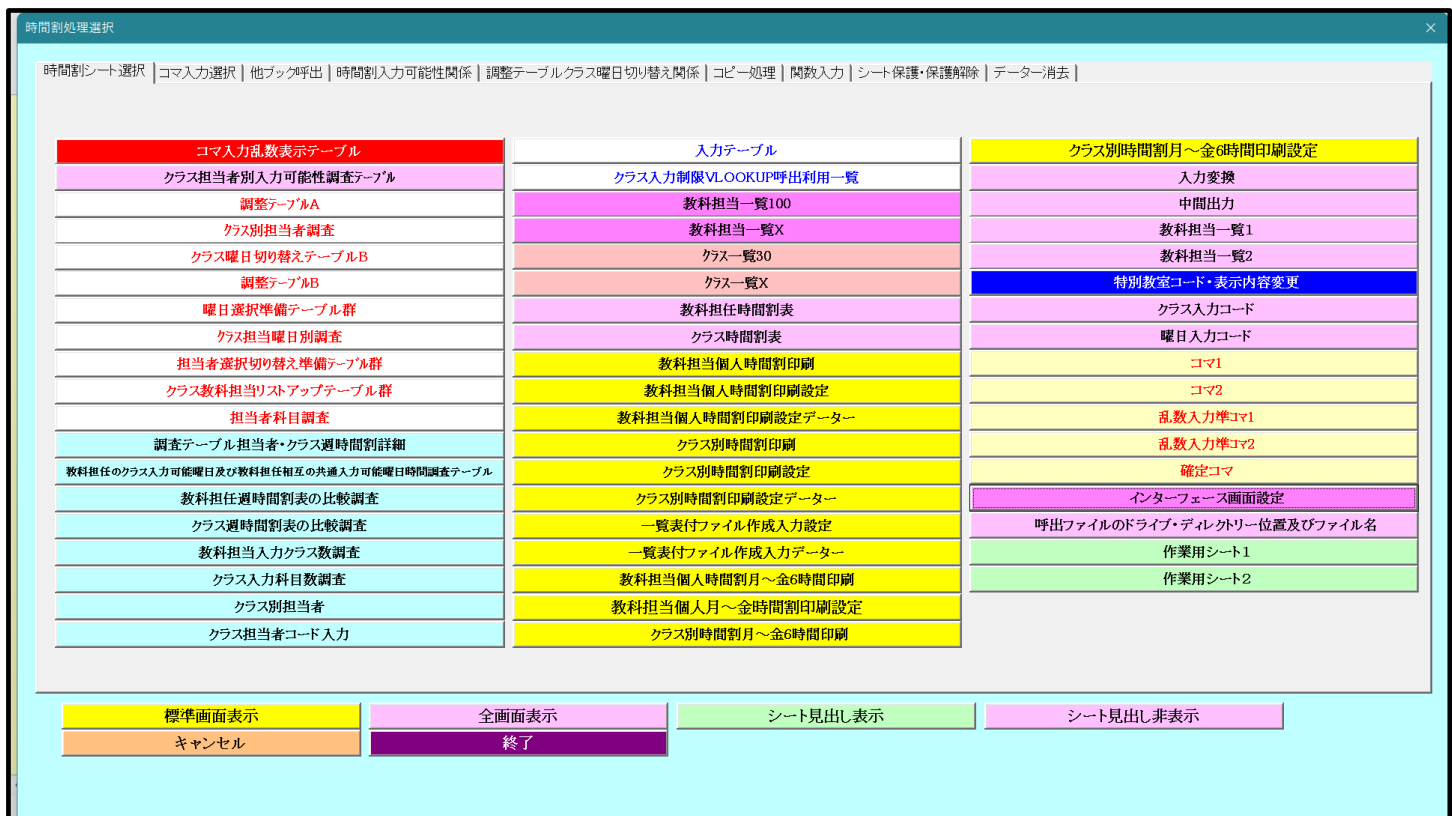 時間割処理選択
時間割シート選択 コマ入力選択 他ブック呼出 時間割入力可能性関係 調整テーブルクラス曜日切り替え関係 コピー処理 関数入力 シート保護・保護解除 データー消去
コマ入力乱数表示テーブル
クラス担当者別入力可能性調査テーブル
調整テーブルA
クラス別担当者調査
クラス曜日切り替えテーブルB
調整テーブルB
曜日選択準備テーブル群
クラス担当曜日別調査
担当者選択切り替え準備テーブル群
クラス教科担当リストアップテーブル群
担当者科目調査
調査テーブル担当者・クラス週時間割詳細
教科担任のクラス入力可能曜日及び教科担任相互の共通入力可能曜日時間調査テーブル
教科担任週時間割表の比較調査
クラス週時間割表の比較調査
教科担当入力クラス数調査
クラス入力科目数調査
クラス別担当者
クラス担当者コード入力
入力テーブル
クラス入力制限VLOOKUP呼出利用一覧
教科担当一覧100
教科担当一覧X
クラス一覧30
クラス一覧X
教科担任時間割表
クラス時間割表
教科担当個人時間割印刷
教科担当個人時間割印刷設定
教科担当個人時間割印刷設定データー
クラス別時間割印刷
クラス別時間割印刷設定
クラス別時間割印刷設定データー
一覧表付ファイル作成入力設定
一覧表付ファイル作成入力データー
教科担当個人時間割月～金6時間印刷
教科担当個人月～金時間割印刷設定
クラス別時間割月～金6時間印刷
クラス別時間割月～金6時間印刷設定
入力変換
中間出力
教科担当一覧1
教科担当一覧2
特別教室コード・表示内容変更
クラス入力コード
曜日入力コード
コマ1
コマ2
乱数入力準コマ1
乱数入力準コマ2
確定コマ
インターフェース画面設定
呼出ファイルのドライブ・ディレクトリー位置及びファイル名
作業用シート1
作業用シート2
標準画面表示 全画面表示 シート見出し表示 シート見出し非表示
キャンセル 終了